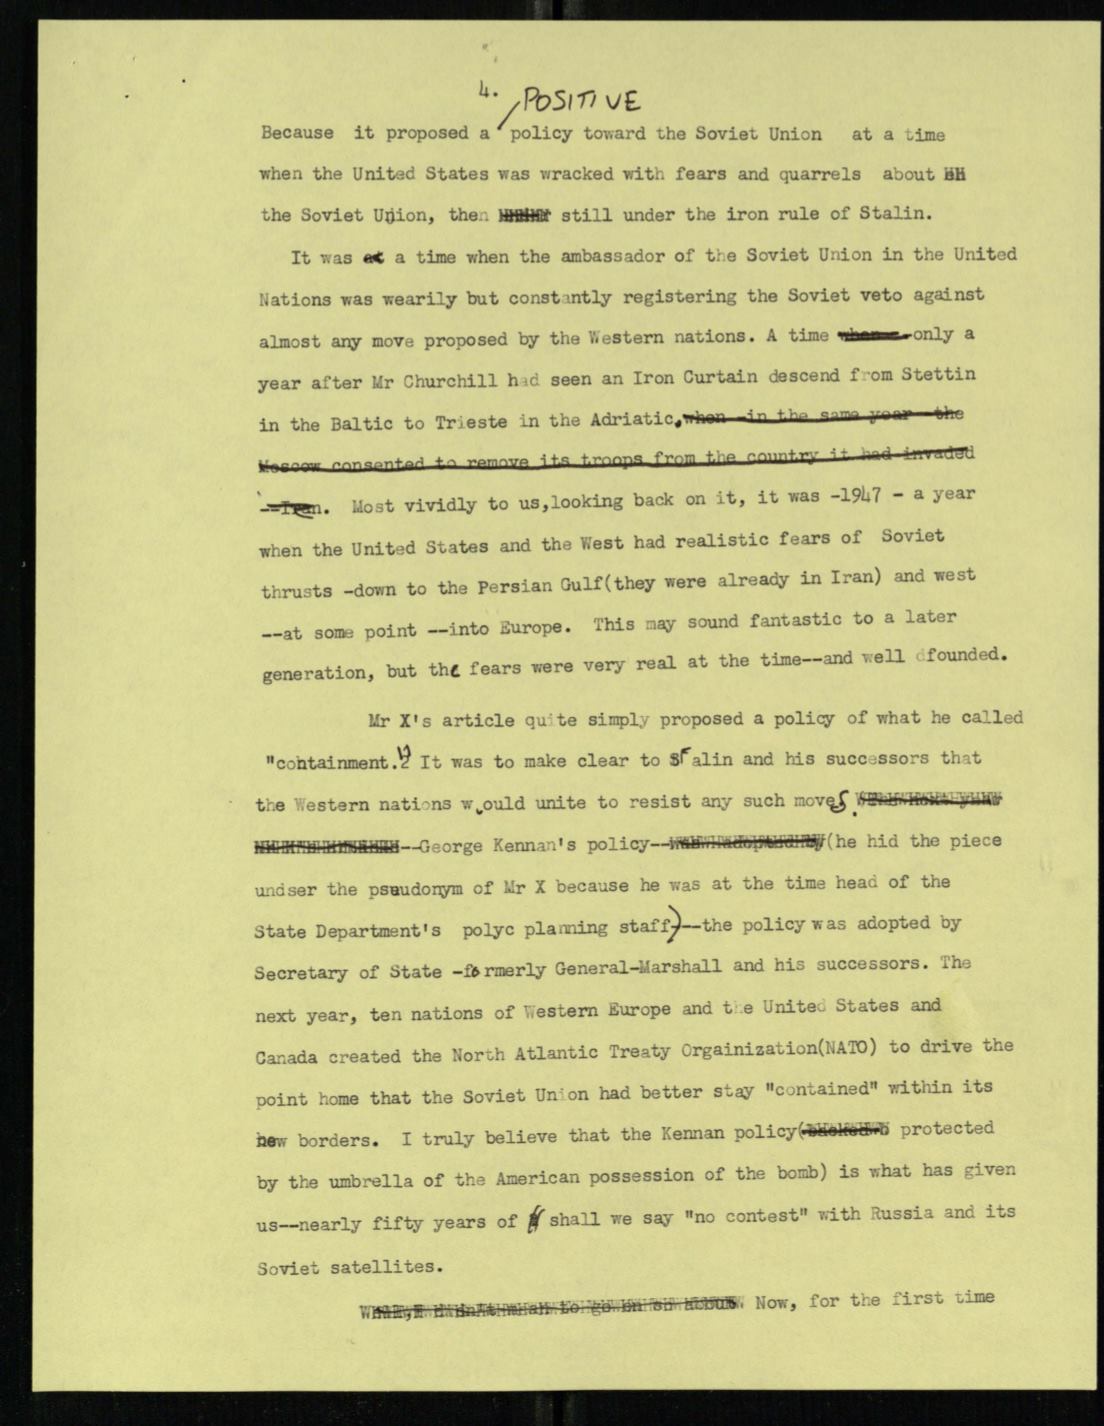 4.
POSITIVE
Because it proposed a policy toward the Soviet Union at a time
when the United States was wracked with fears and quarrels about
the Soviet Union, then still under the iron rule of Stalin.
It was at a time when the ambassador of the Soviet Union in the United
Nations was wearily but constantly registering the Soviet veto against
almost any move proposed by the Western nations. A time when - only a
year after Mr Churchill had seen an Iron Curtain descend from Stettin
in the Baltic to Trieste in the Adriatic, when -in the same year--the
Moscow consented to remove its troops from the country it had invaded
--Iran. Most vividly to us,looking back on it, it was -1947 - a year
when the United States and the West had realistic fears of Soviet
thrusts -down to the Persian Gulf(they were already in Iran) and west
--at some point --into Europe. This may sound fantastic to a later
generation, but the fears were very real at the time--and well founded.
Mr X's article quite simply proposed a policy of what he called
"containment." It was to make clear to Stalin and his successors that
the Western nations would unite to resist any such moves.
--George Kennan's policy--(he hid the piece
undser the pseudonym of Mr X because he was at the time head of the
State Department's polyc planning staff)--the policy was adopted by
Secretary of State -formerly General-Marshall and his successors. The
next year, ten nations of Western Europe and the United States and
Canada created the North Atlantic Treaty Orgainization(NATO) to drive the
point home that the Soviet Union had better stay "contained" within its
new borders. I truly believe that the Kennan policy( protected
by the umbrella of the American possession of the bomb) is what has given
us--nearly fifty years of shall we say "no contest" with Russia and its
Soviet satellites.
Now, for the first time